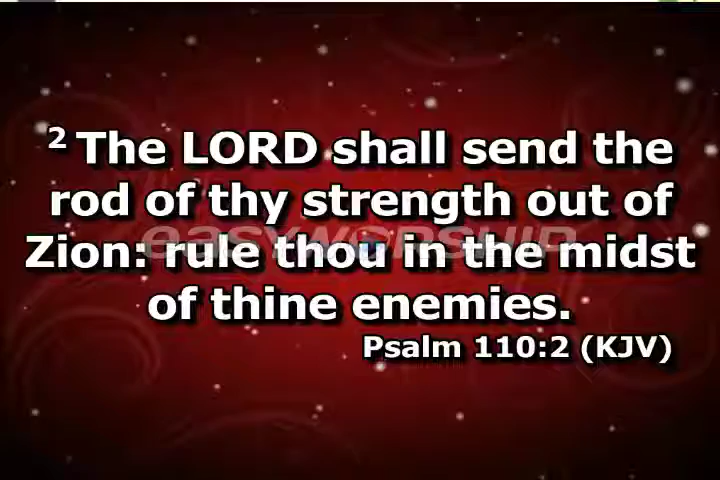 2 The LORD shall send the
rod of thy strength out of
easyworship
Zion: rule thou in the midst
of thine enemies.
Psalm 110:2 (KJV)